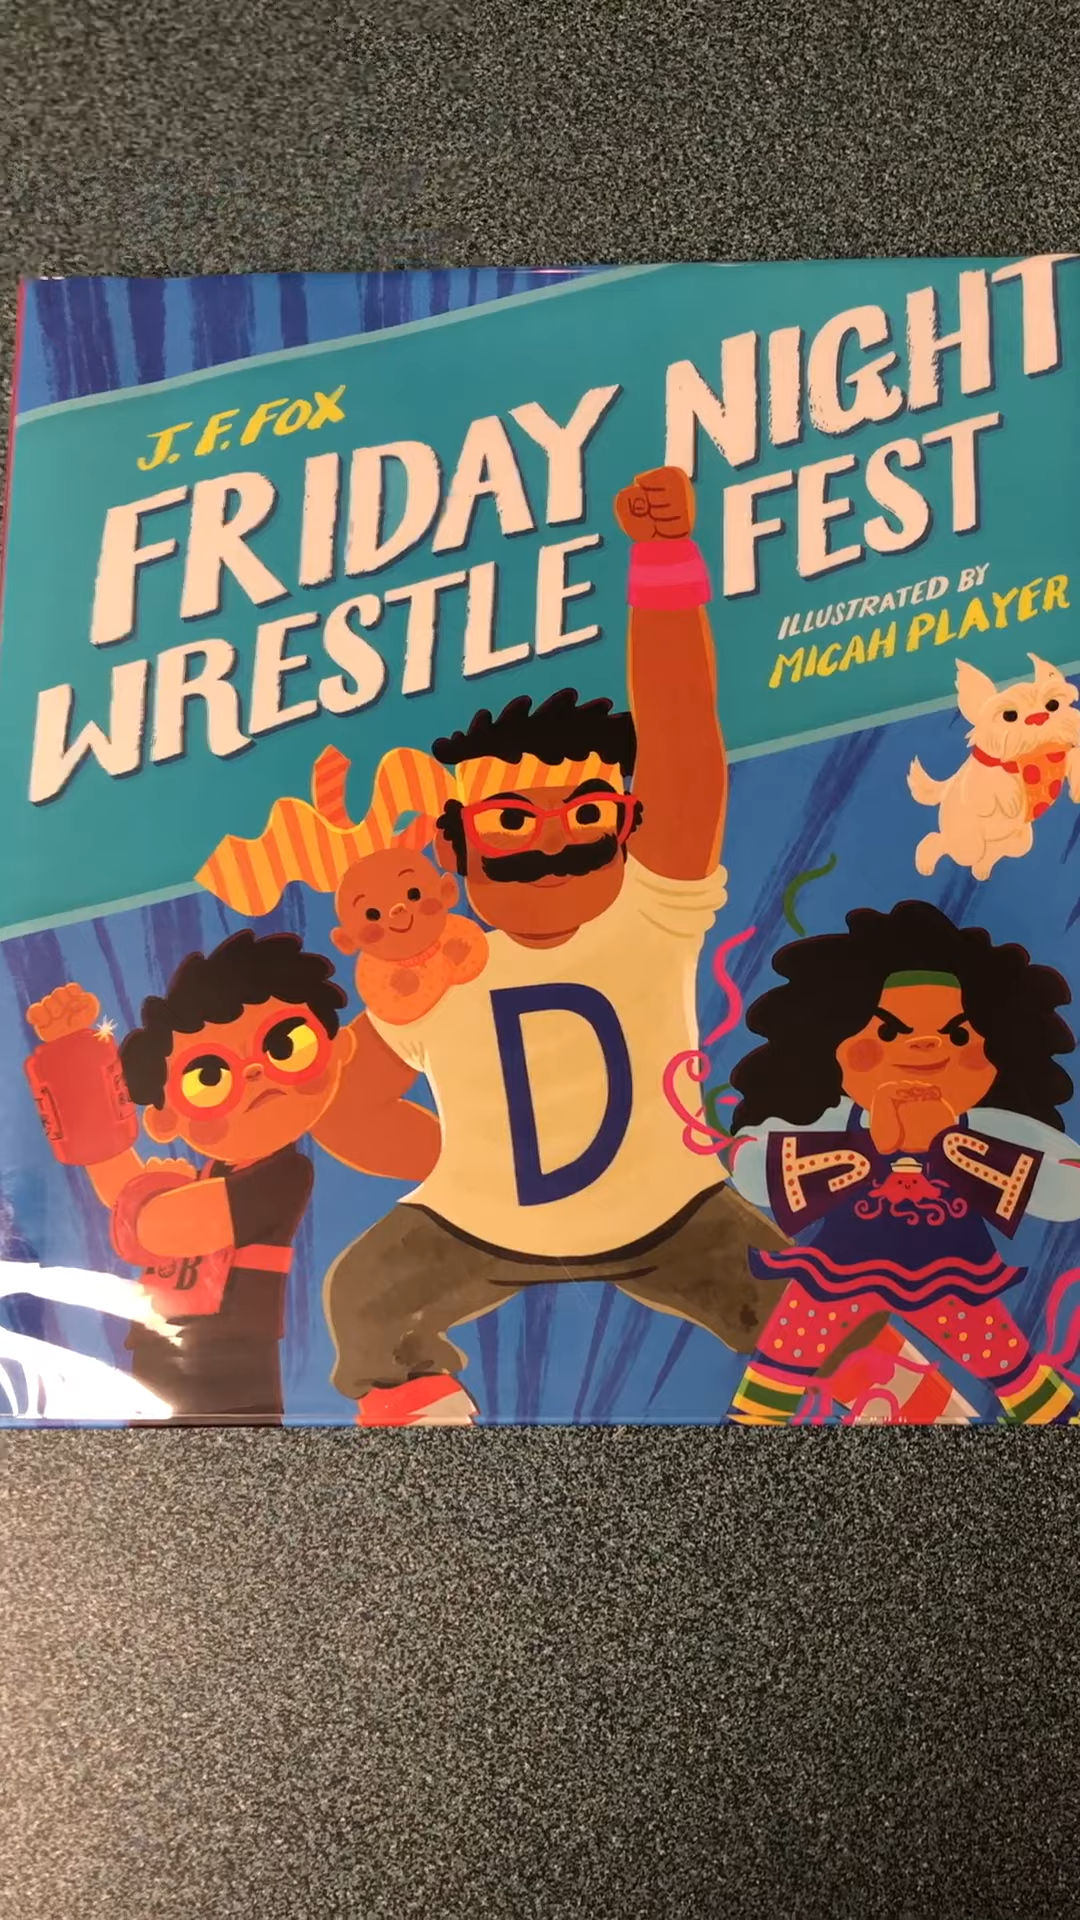 J. F. FOX
FRIDAY NIGHT
WRESTLE FEST
ILLUSTRATED BY
MICAH PLAYER
D